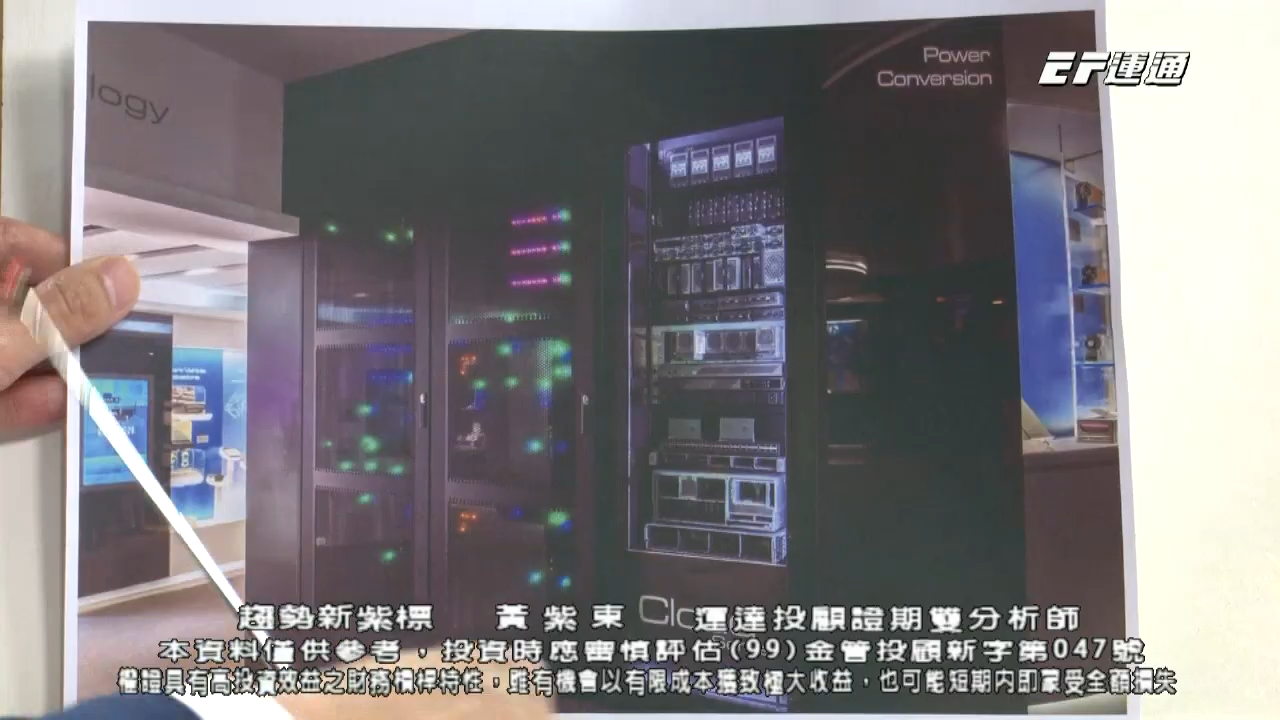 logy
Power
Conversion
EF運通
趨勢新紫標 黃紫東 運達投顧證期雙分析師
本資料僅供參考，投資時應審慎評估(99)金管投顧新字第047號
權證具有高投資效益之財務槓桿特性，雖有機會以有限成本獲致極大收益，也可能短期內即蒙受全額損失
Clo